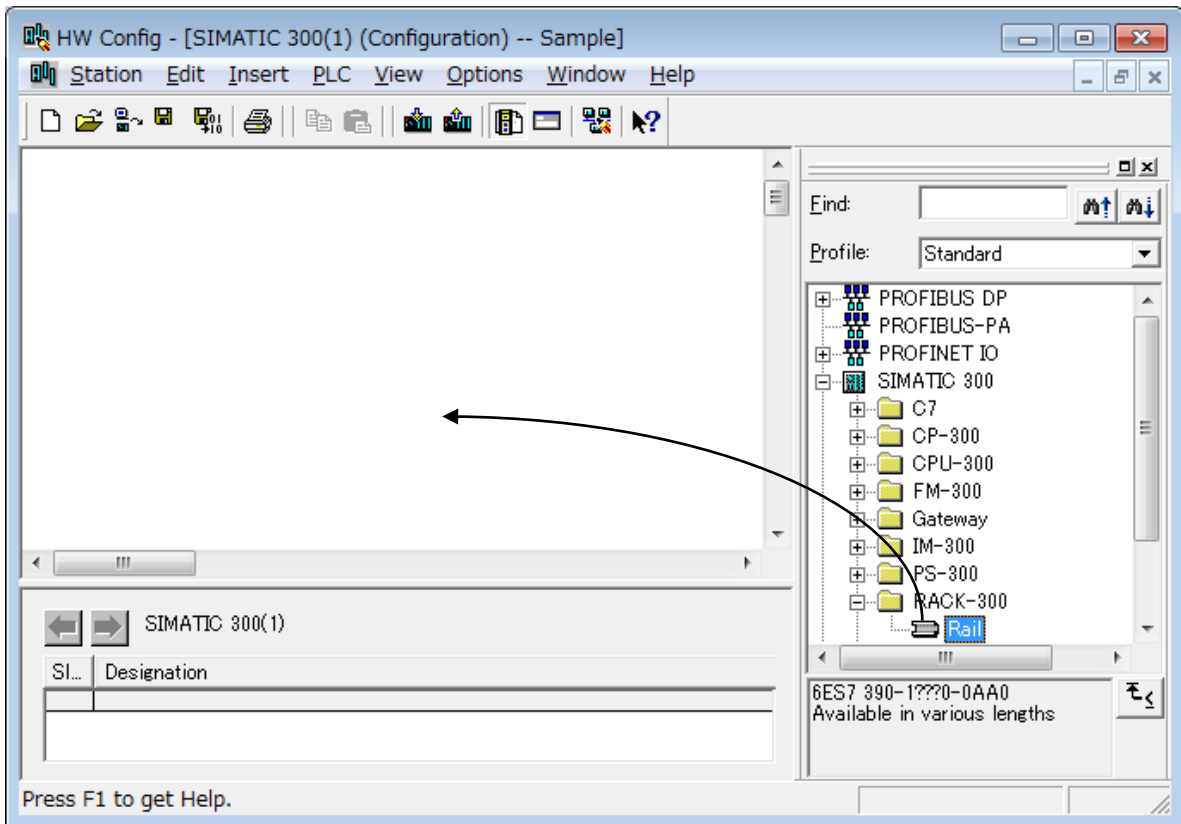 HW Config - [SIMATIC 300(1) (Configuration) -- Sample]
Station Edit Insert PLC View Options Window Help
Find:
Profile: Standard
PROFIBUS DP
PROFIBUS-PA
PROFINET IO
SIMATIC 300
C7
CP-300
CPU-300
FM-300
Gateway
IM-300
PS-300
RACK-300
Rail
SIMATIC 300(1)
Sl... Designation
6ES7 390-1???0-0AA0
Available in various lengths
Press F1 to get Help.